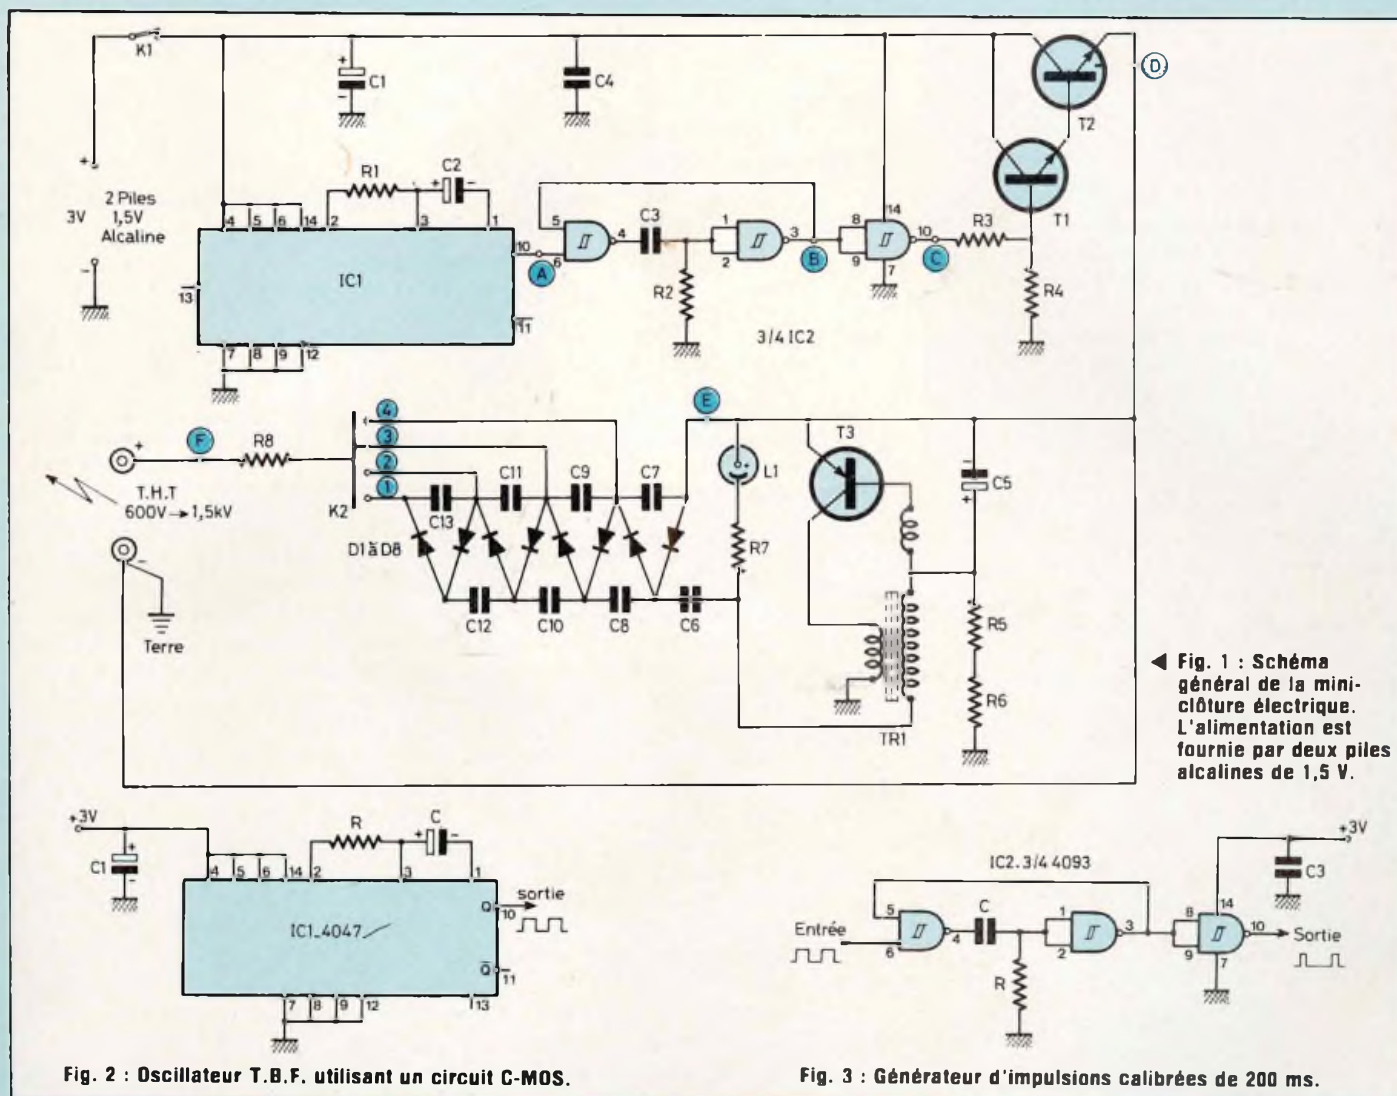 K1
C1
C4
D
T2
T1
+
3V
2 Piles
1,5V
Alcaline
-
R1
C2
+
-
4 5 6 14 2 3 1
IC1
13
10
11
7 8 9 12
A
5
6
4
C3
R2
1
2
3
B
8
9
14
10
7
C
R3
R4
3/4 IC2
F
R8
+
T.H.T
600V → 1,5kV
-
Terre
4
3
2
1
K2
C13
C11
C9
C7
E
D1 à D8
C12
C10
C8
C6
L1
R7
T3
C5
-
+
R5
R6
TR1
◄ Fig. 1 : Schéma
général de la mini-
clôture électrique.
L'alimentation est
fournie par deux piles
alcalines de 1,5 V.
+3V
C1
+
-
R
C
+
-
4 5 6 14 2 3 1
IC1_4047
Q
10
sortie
Q̄
11
7 8 9 12 13
Fig. 2 : Oscillateur T.B.F. utilisant un circuit C-MOS.
IC2.3/4 4093
+3V
C3
Entrée
5
6
4
C
R
1
2
3
8
9
14
10
7
Sortie
Fig. 3 : Générateur d'impulsions calibrées de 200 ms.